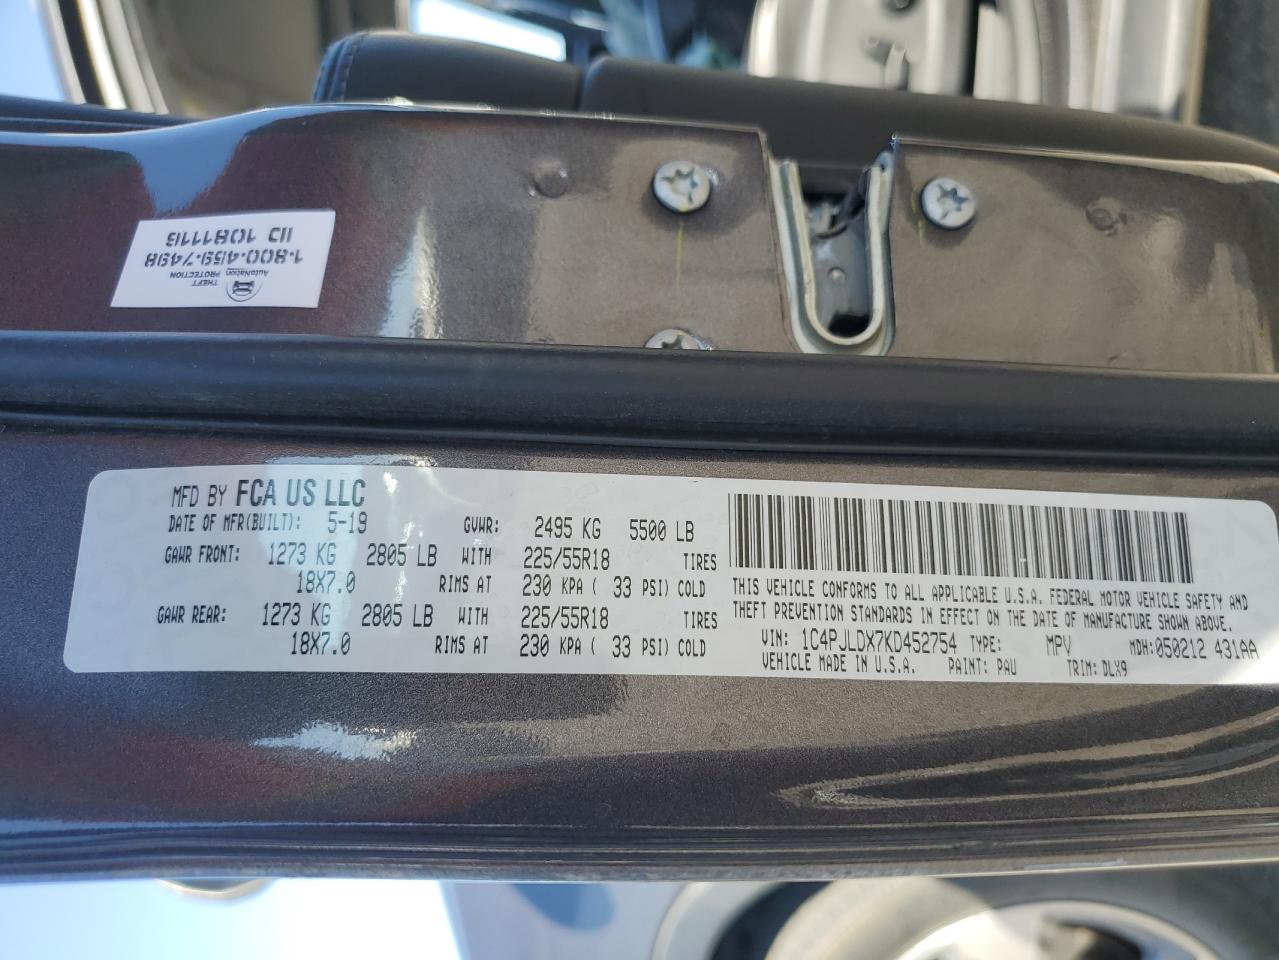 THEFT
PROTECTION
AutoNation
1-800-459-7498
IID 10811113
MFD BY FCA US LLC
DATE OF MFR(BUILT): 5-19 GVWR: 2495 KG 5500 LB
GAWR FRONT: 1273 KG 2805 LB WITH 225/55R18 TIRES
18X7.0 RIMS AT 230 KPA ( 33 PSI) COLD
GAWR REAR: 1273 KG 2805 LB WITH 225/55R18 TIRES
18X7.0 RIMS AT 230 KPA ( 33 PSI) COLD
THIS VEHICLE CONFORMS TO ALL APPLICABLE U.S.A. FEDERAL MOTOR VEHICLE SAFETY AND
THEFT PREVENTION STANDARDS IN EFFECT ON THE DATE OF MANUFACTURE SHOWN ABOVE.
VIN: 1C4PJLDX7KD452754 TYPE: MPV MDH:050212 431AA
VEHICLE MADE IN U.S.A. PAINT: PAU TRIM: DLX9